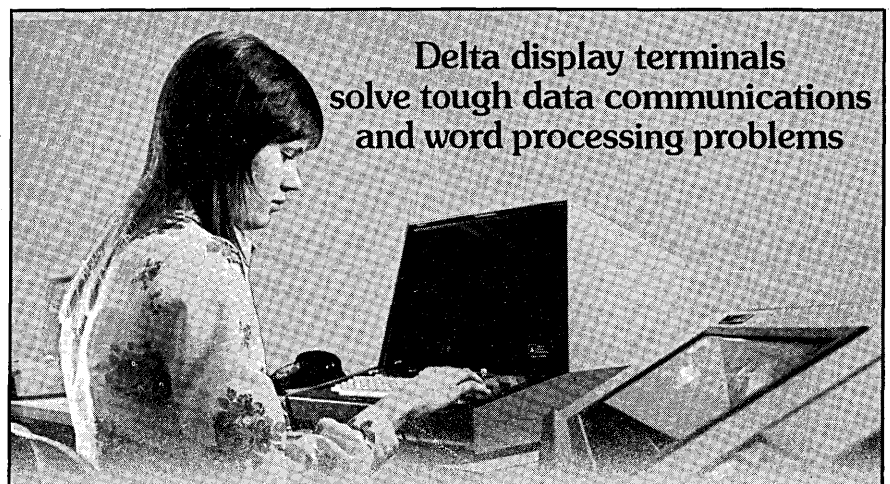 Delta display terminals
solve tough data communications
and word processing problems